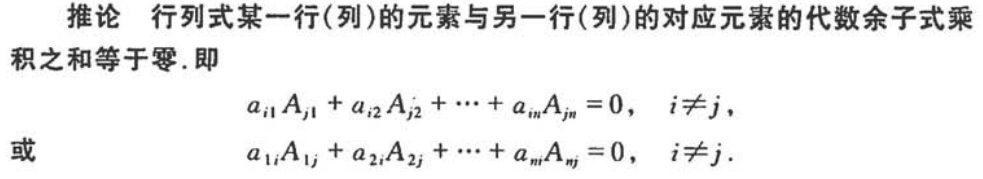 推论 行列式某一行(列)的元素与另一行(列)的对应元素的代数余子式乘
积之和等于零.即
a_{i1}A_{j1} + a_{i2}A_{j2} + ⋯ + a_{in}A_{jn} = 0, i≠j,
或 a_{1i}A_{1j} + a_{2i}A_{2j} + ⋯ + a_{ni}A_{nj} = 0, i≠j.